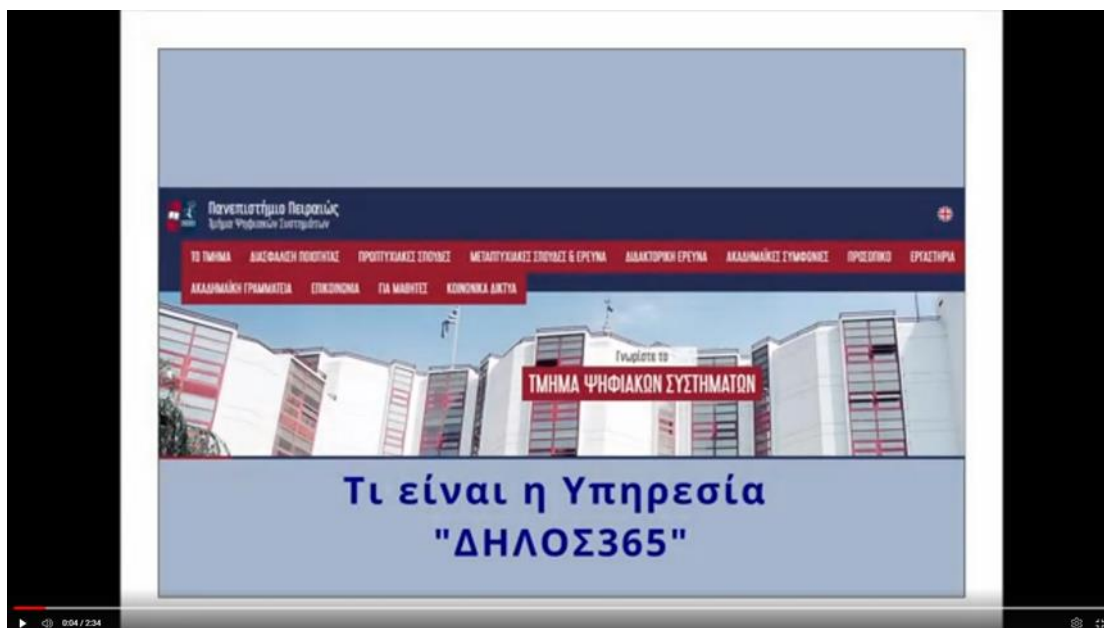 Πανεπιστήμιο Πειραιώς
Τμήμα Ψηφιακών Συστημάτων
ΤΟ ΤΜΗΜΑ ΔΙΑΣΦΑΛΙΣΗ ΠΟΙΟΤΗΤΑΣ ΠΡΟΠΤΥΧΙΑΚΕΣ ΣΠΟΥΔΕΣ ΜΕΤΑΠΤΥΧΙΑΚΕΣ ΣΠΟΥΔΕΣ & ΕΡΕΥΝΑ ΔΙΔΑΚΤΟΡΙΚΗ ΕΡΕΥΝΑ ΑΚΑΔΗΜΑΪΚΕΣ ΣΥΜΦΩΝΙΕΣ ΠΡΟΣΩΠΙΚΟ ΕΡΓΑΣΤΗΡΙΑ
ΑΚΑΔΗΜΑΪΚΗ ΓΡΑΜΜΑΤΕΙΑ ΕΠΙΚΟΙΝΩΝΙΑ ΓΙΑ ΜΑΘΗΤΕΣ ΚΟΙΝΩΝΙΚΑ ΔΙΚΤΥΑ
Γνωρίστε το
ΤΜΗΜΑ ΨΗΦΙΑΚΩΝ ΣΥΣΤΗΜΑΤΩΝ
Τι είναι η Υπηρεσία
"ΔΗΛΟΣ365"
0:04 / 2:34